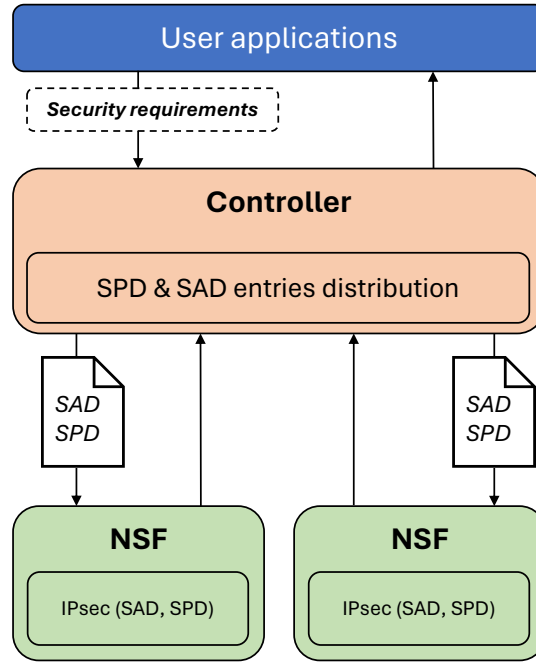 User applications
Security requirements
Controller
SPD & SAD entries distribution
SAD
SPD
SAD
SPD
NSF
IPsec (SAD, SPD)
NSF
IPsec (SAD, SPD)